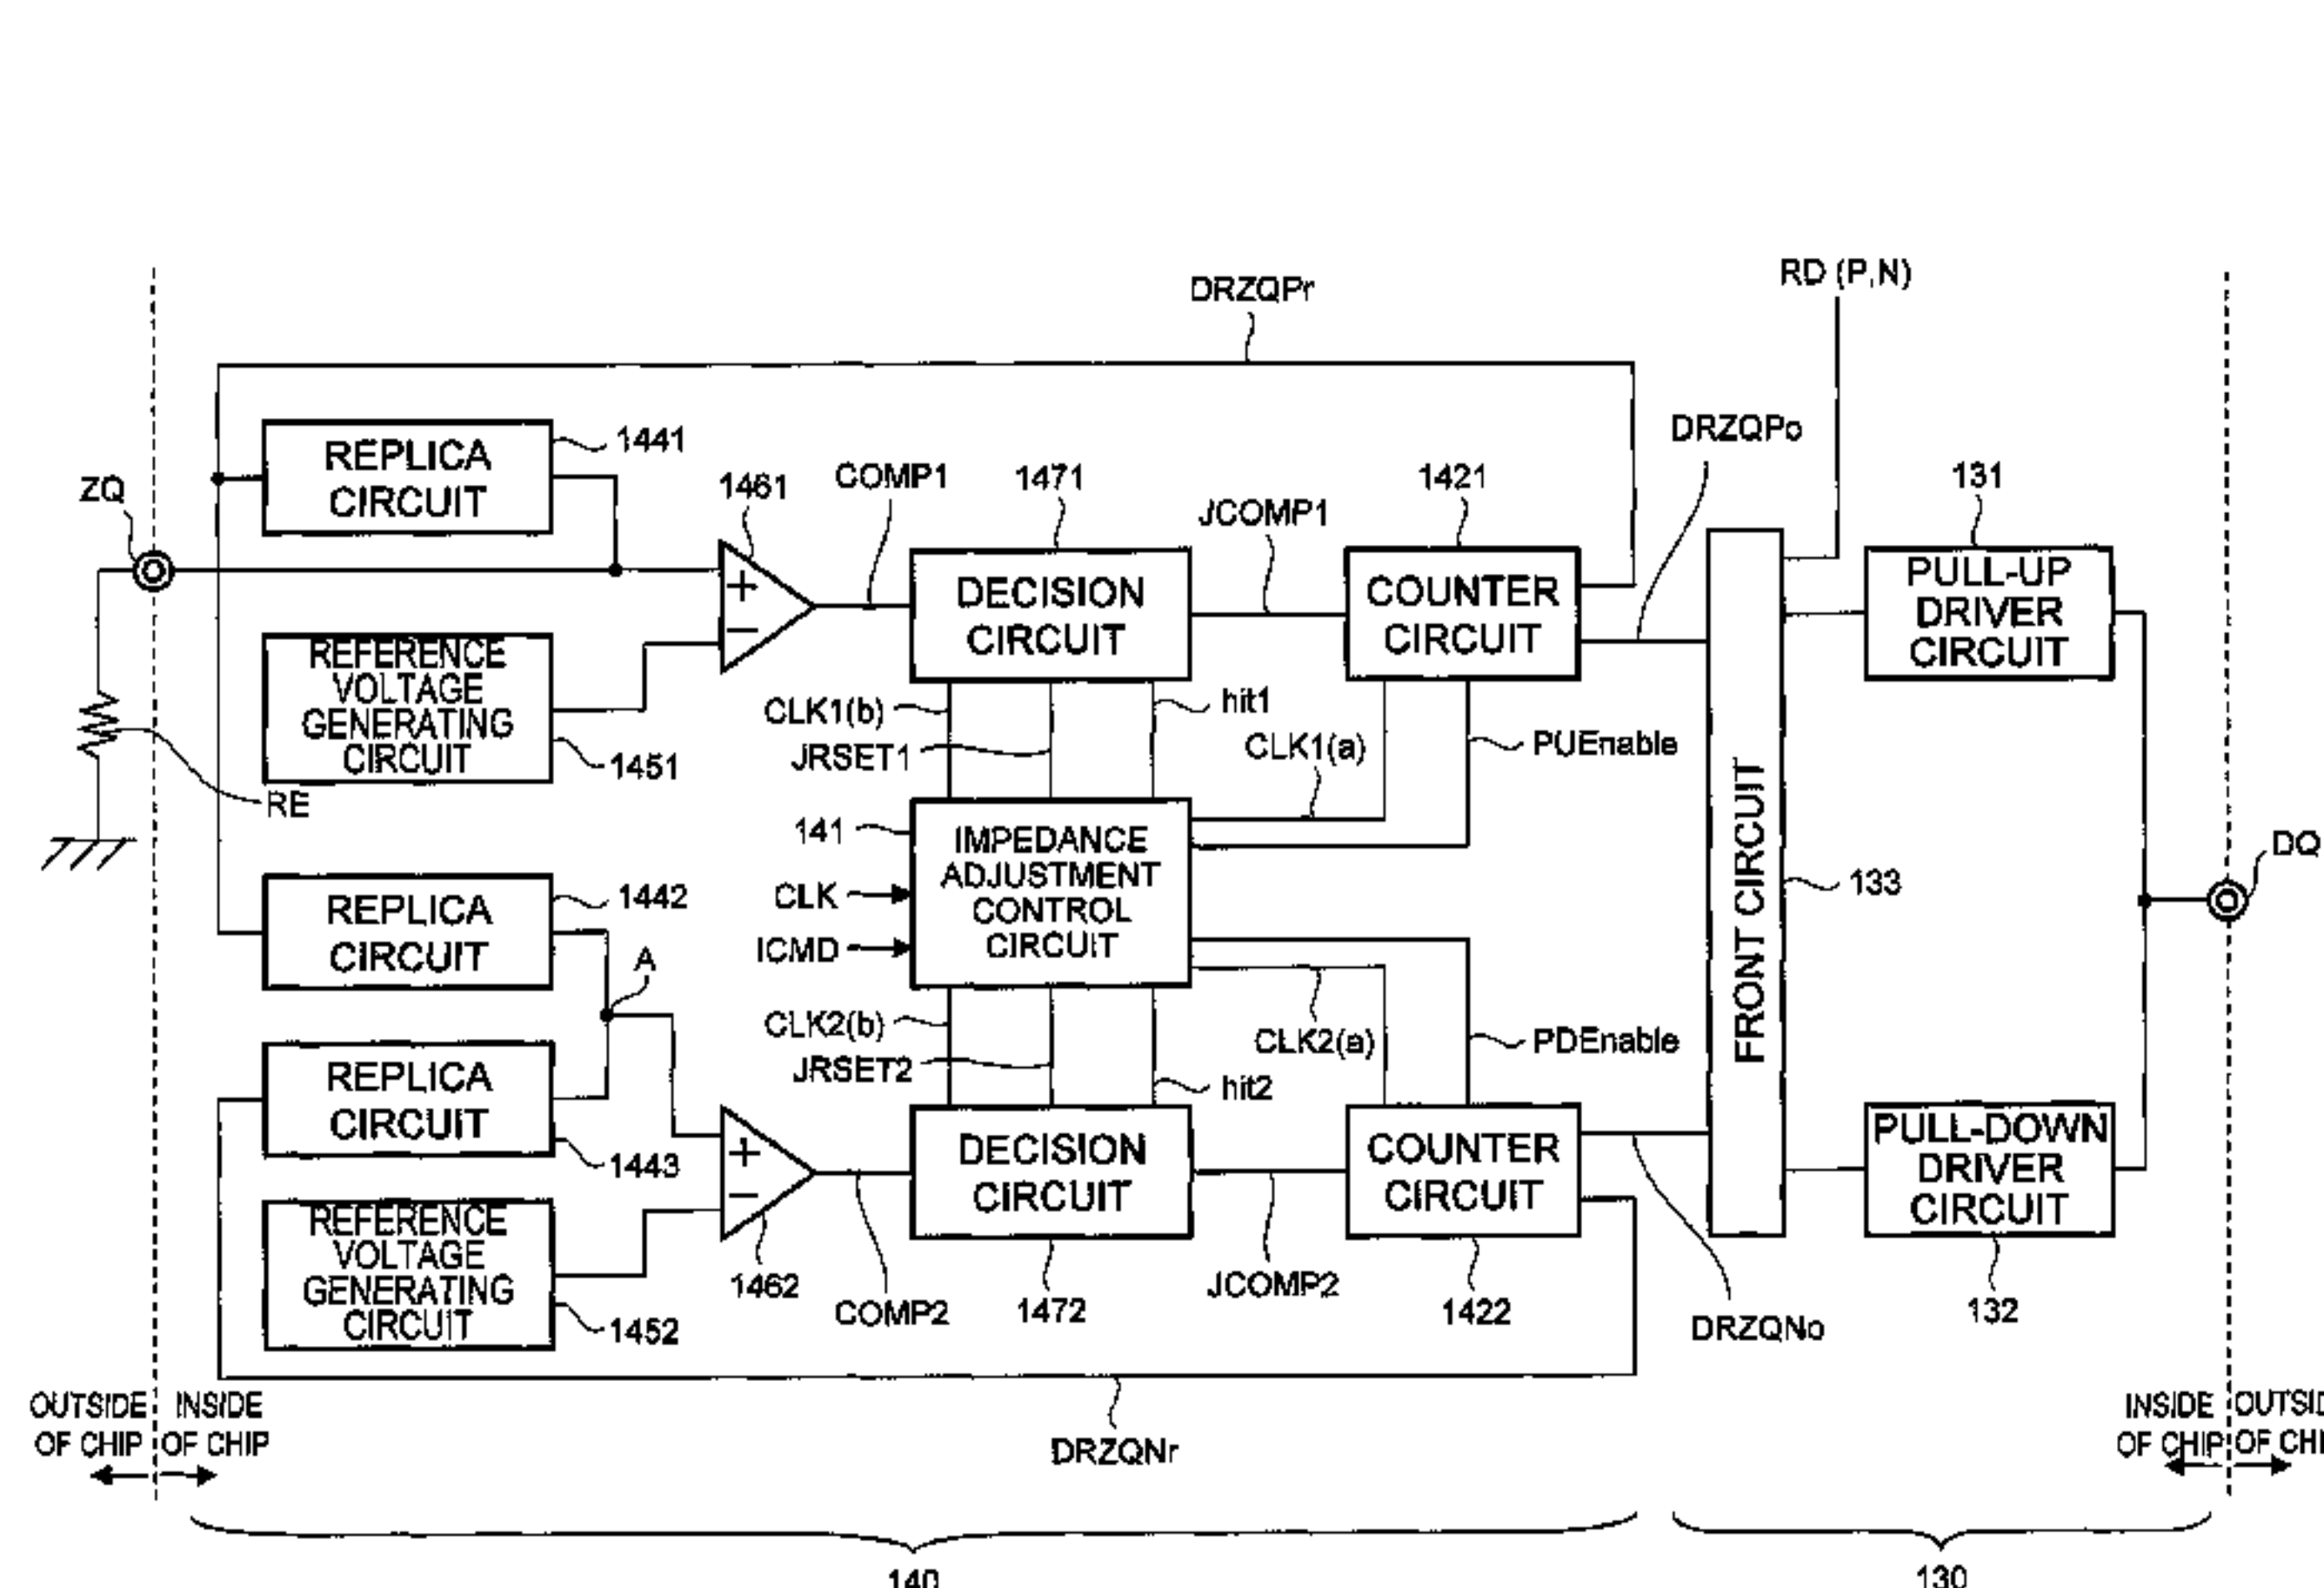 RD (P,N)
DRZQPr
DRZQPo
REPLICA
CIRCUIT
1441
ZQ
1461
COMP1
1471
JCOMP1
1421
131
+
−
DECISION
CIRCUIT
COUNTER
CIRCUIT
PULL-UP
DRIVER
CIRCUIT
REFERENCE
VOLTAGE
GENERATING
CIRCUIT
1451
RE
CLK1(b)
JRSET1
hit1
CLK1(a)
PUEnable
141
IMPEDANCE
ADJUSTMENT
CONTROL
CIRCUIT
CLK
ICMD
FRONT CIRCUIT
133
DQ
REPLICA
CIRCUIT
1442
A
CLK2(b)
JRSET2
hit2
CLK2(a)
PDEnable
REPLICA
CIRCUIT
1443
+
−
1462
COMP2
DECISION
CIRCUIT
1472
JCOMP2
COUNTER
CIRCUIT
1422
PULL-DOWN
DRIVER
CIRCUIT
132
REFERENCE
VOLTAGE
GENERATING
CIRCUIT
1452
DRZQNo
DRZQNr
OUTSIDE
OF CHIP
INSIDE
OF CHIP
INSIDE
OF CHIP
OUTSID
OF CHI
140
130